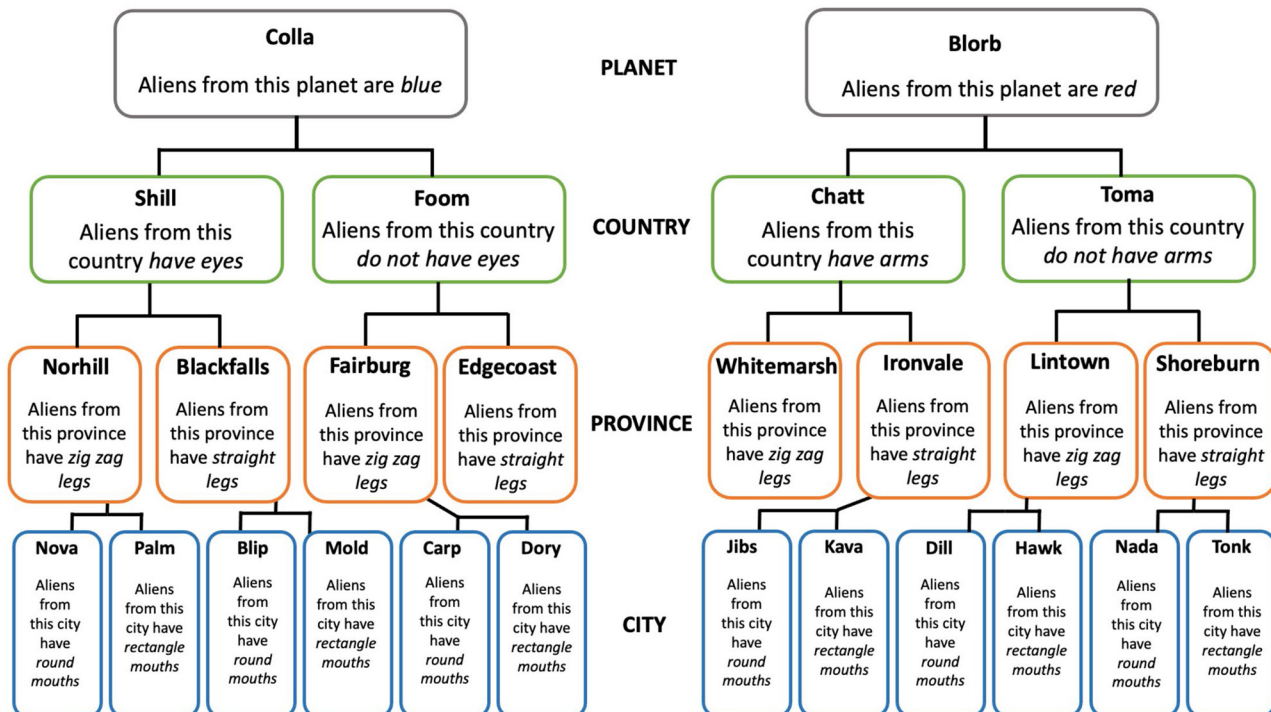 Colla
Aliens from this planet are blue
PLANET
Blorb
Aliens from this planet are red
Shill
Aliens from this
country have eyes
Foom
Aliens from this country
do not have eyes
COUNTRY
Chatt
Aliens from this
country have arms
Toma
Aliens from this country
do not have arms
Norhill
Aliens from
this province
have zig zag
legs
Blackfalls
Aliens from
this province
have straight
legs
Fairburg
Aliens from
this province
have zig zag
legs
Edgecoast
Aliens from
this province
have straight
legs
PROVINCE
Whitemarsh
Aliens from
this province
have zig zag
legs
Ironvale
Aliens from
this province
have straight
legs
Lintown
Aliens from
this province
have zig zag
legs
Shoreburn
Aliens from
this province
have straight
legs
Nova
Aliens
from
this city
have
round
mouths
Palm
Aliens
from this
city have
rectangle
mouths
Blip
Aliens
from
this city
have
round
mouths
Mold
Aliens
from this
city have
rectangle
mouths
Carp
Aliens
from
this city
have
round
mouths
Dory
Aliens
from this
city have
rectangle
mouths
CITY
Jibs
Aliens
from
this city
have
round
mouths
Kava
Aliens
from this
city have
rectangle
mouths
Dill
Aliens
from
this city
have
round
mouths
Hawk
Aliens
from this
city have
rectangle
mouths
Nada
Aliens
from
this city
have
round
mouths
Tonk
Aliens
from this
city have
rectangle
mouths